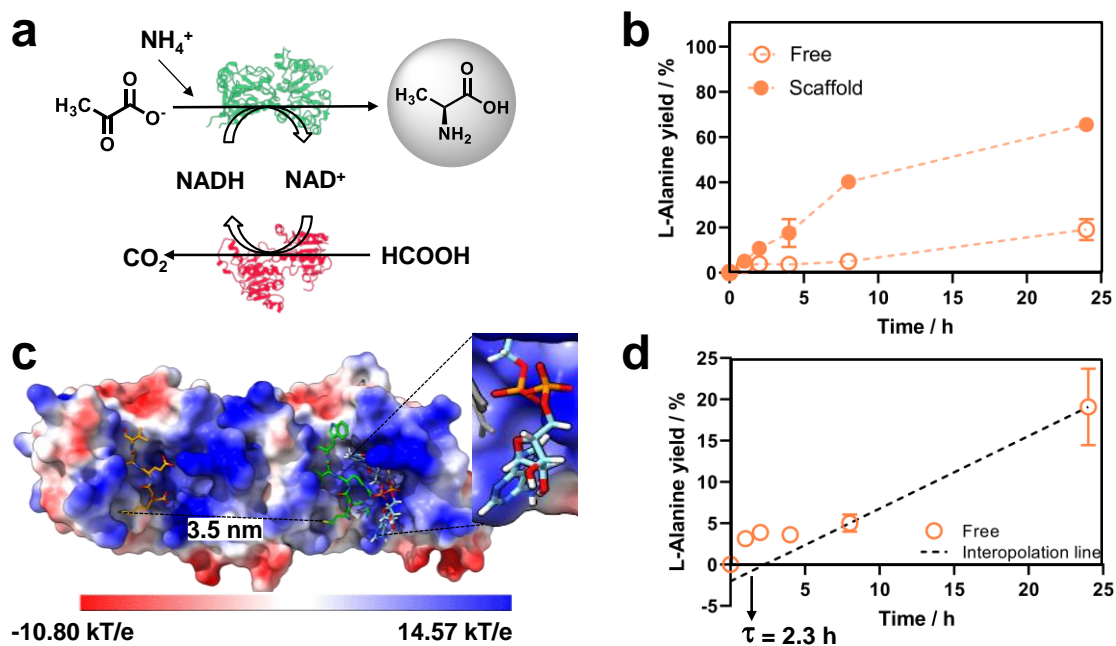 a
NH₄⁺
H₃C
O
O
O⁻
H₃C
O
OH
NH₂
NADH
NAD⁺
CO₂
HCOOH
b
L-Alanine yield / %
100
80
60
40
20
0
Free
Scaffold
0
5
10
15
20
25
Time / h
c
3.5 nm
-10.80 kT/e
14.57 kT/e
d
L-Alanine yield / %
25
20
15
10
5
0
-5
Free
Interopolation line
5
10
15
20
25
Time / h
τ = 2.3 h